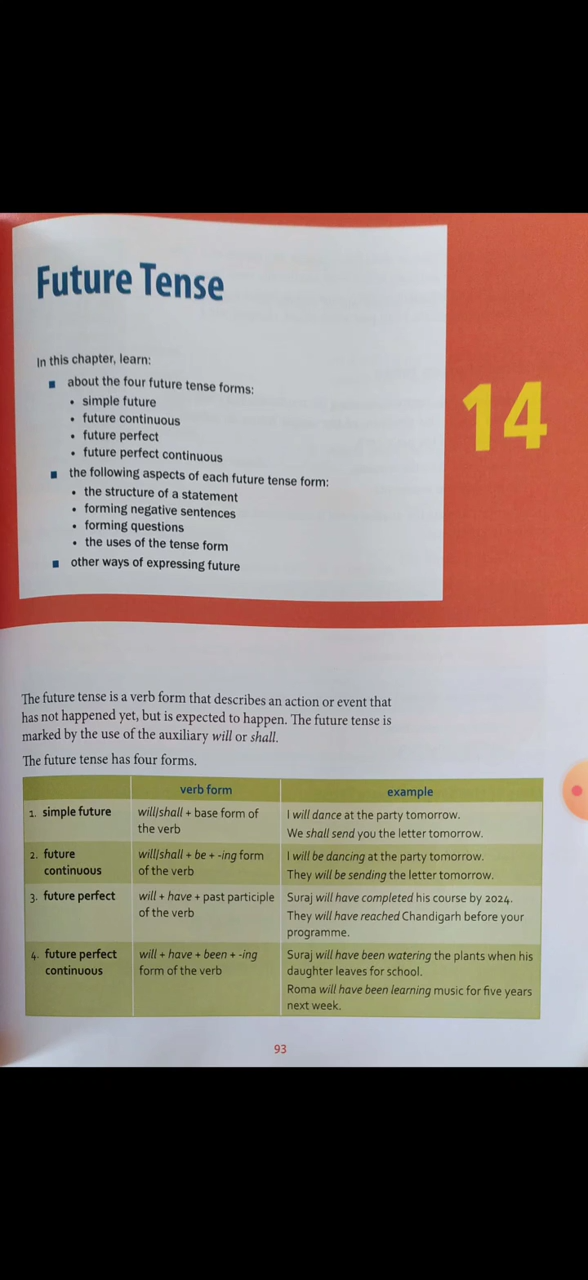 Future Tense
14
In this chapter, learn:
■ about the four future tense forms:
• simple future
• future continuous
• future perfect
• future perfect continuous
■ the following aspects of each future tense form:
• the structure of a statement
• forming negative sentences
• forming questions
• the uses of the tense form
■ other ways of expressing future
The future tense is a verb form that describes an action or event that
has not happened yet, but is expected to happen. The future tense is
marked by the use of the auxiliary will or shall.
The future tense has four forms.
verb form
example
1. simple future
will/shall + base form of
the verb
I will dance at the party tomorrow.
We shall send you the letter tomorrow.
2. future
continuous
will/shall + be + -ing form
of the verb
I will be dancing at the party tomorrow.
They will be sending the letter tomorrow.
3. future perfect
will + have + past participle
of the verb
Suraj will have completed his course by 2024.
They will have reached Chandigarh before your
programme.
4. future perfect
continuous
will + have + been + -ing
form of the verb
Suraj will have been watering the plants when his
daughter leaves for school.
Roma will have been learning music for five years
next week.
93